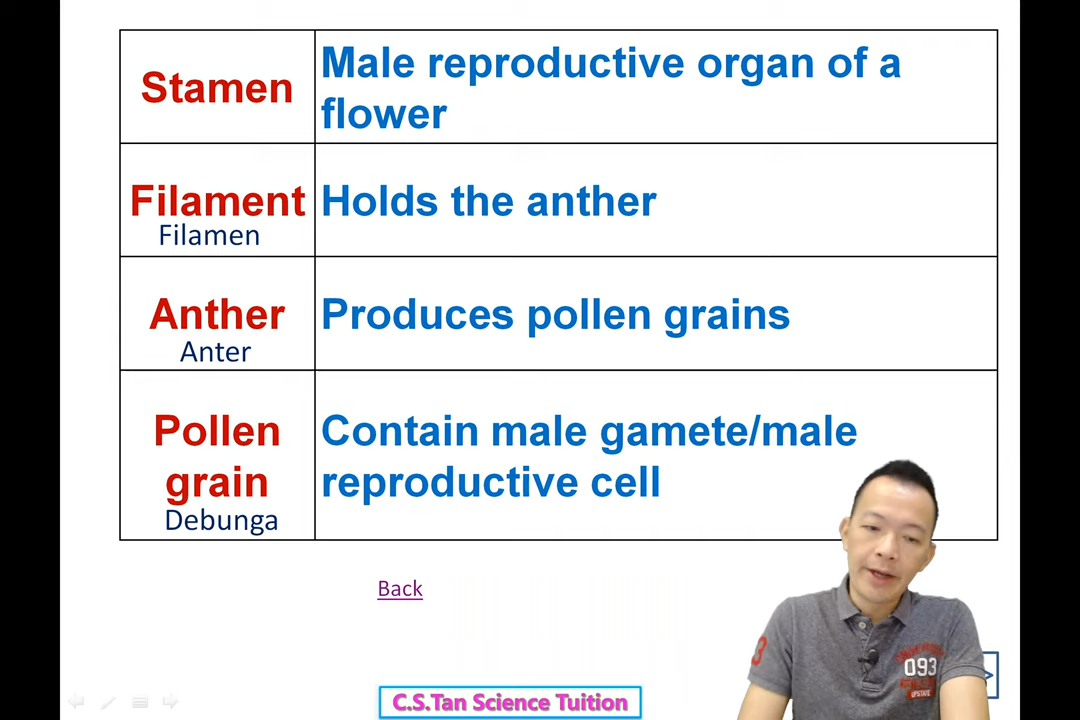 Stamen
Male reproductive organ of a
flower
Filament
Filamen
Holds the anther
Anther
Anter
Produces pollen grains
Pollen
grain
Debunga
Contain male gamete/male
reproductive cell
Back
C.S.Tan Science Tuition
093
UPSTATE